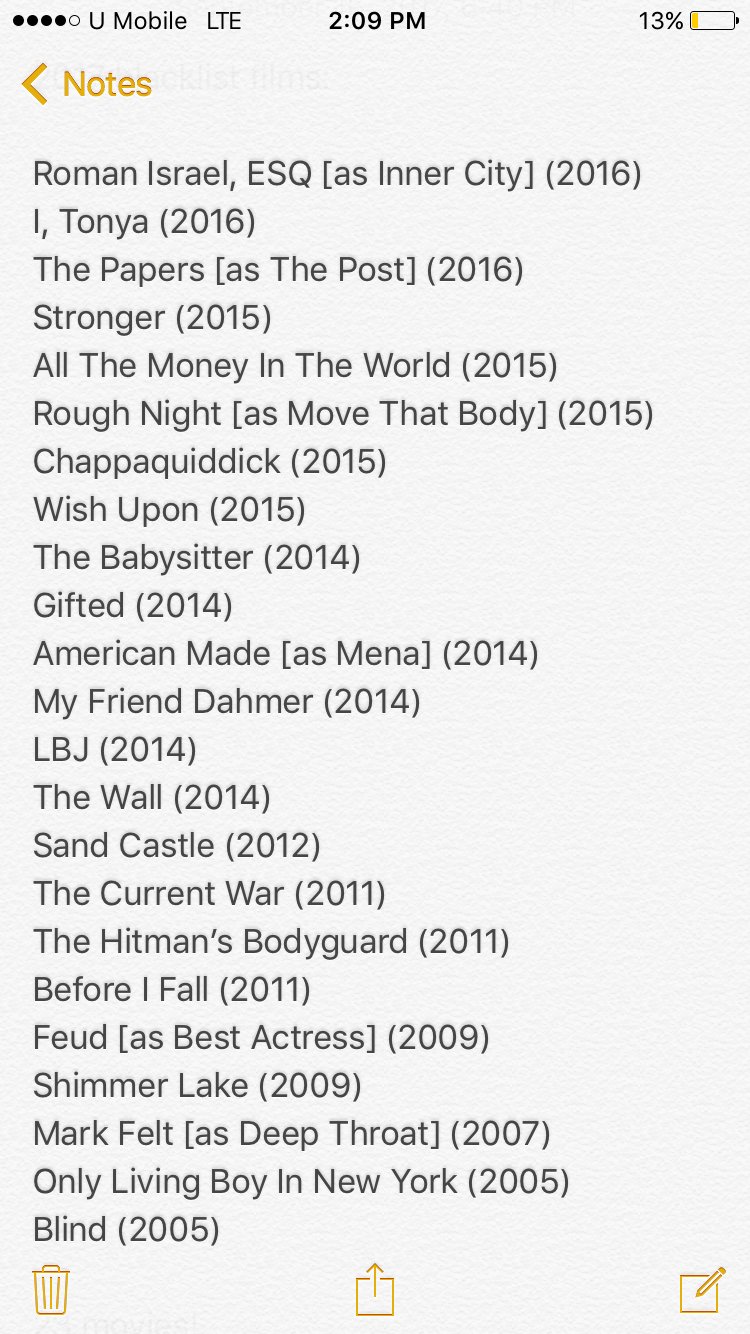 U Mobile LTE 2:09 PM 13%
Notes
Roman Israel, ESQ [as Inner City] (2016)
I, Tonya (2016)
The Papers [as The Post] (2016)
Stronger (2015)
All The Money In The World (2015)
Rough Night [as Move That Body] (2015)
Chappaquiddick (2015)
Wish Upon (2015)
The Babysitter (2014)
Gifted (2014)
American Made [as Mena] (2014)
My Friend Dahmer (2014)
LBJ (2014)
The Wall (2014)
Sand Castle (2012)
The Current War (2011)
The Hitman’s Bodyguard (2011)
Before I Fall (2011)
Feud [as Best Actress] (2009)
Shimmer Lake (2009)
Mark Felt [as Deep Throat] (2007)
Only Living Boy In New York (2005)
Blind (2005)